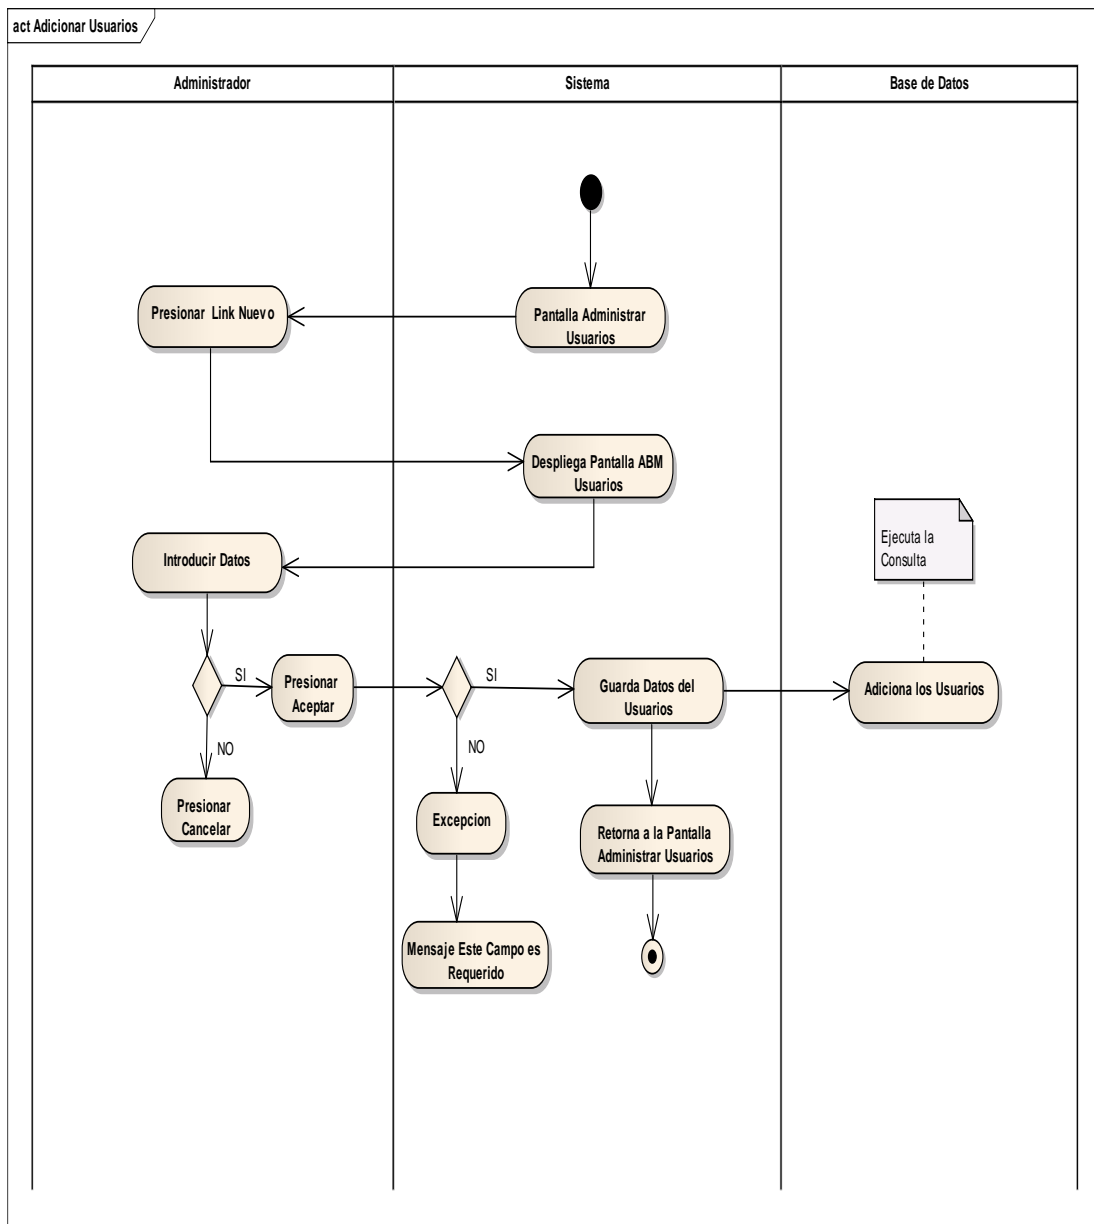 act Adicionar Usuarios
Administrador
Sistema
Base de Datos
Presionar Link Nuevo
Pantalla Administrar
Usuarios
Despliega Pantalla ABM
Usuarios
Ejecuta la
Consulta
Introducir Datos
SI
Presionar
Aceptar
SI
Guarda Datos del
Usuarios
Adiciona los Usuarios
NO
NO
Presionar
Cancelar
Excepcion
Retorna a la Pantalla
Administrar Usuarios
Mensaje Este Campo es
Requerido